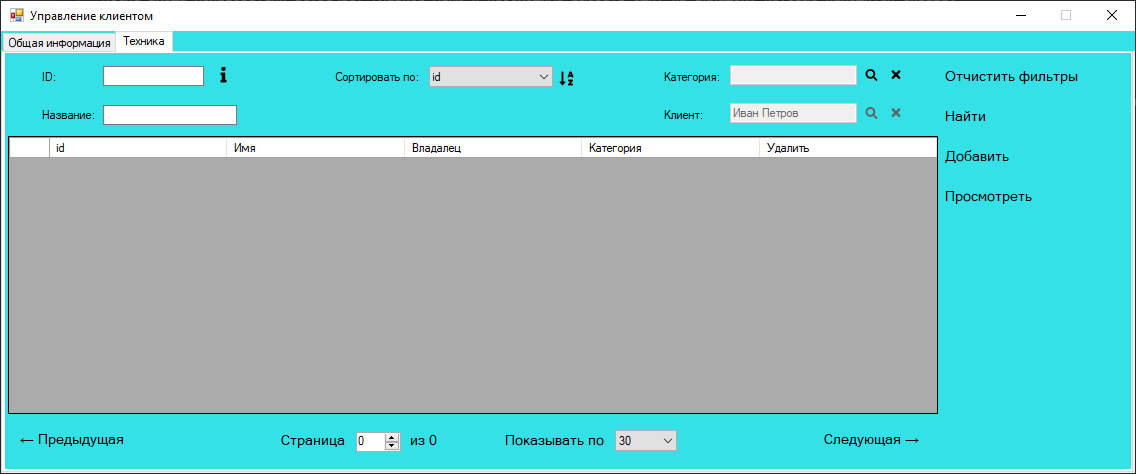 Управление клиентом
Общая информация Техника
ID: Сортировать по: id Категория: Отчистить фильтры
Название: Клиент: Иван Петров Найти
id Имя Владалец Категория Удалить Добавить
Просмотреть
← Предыдущая Страница 0 из 0 Показывать по 30 Следующая →